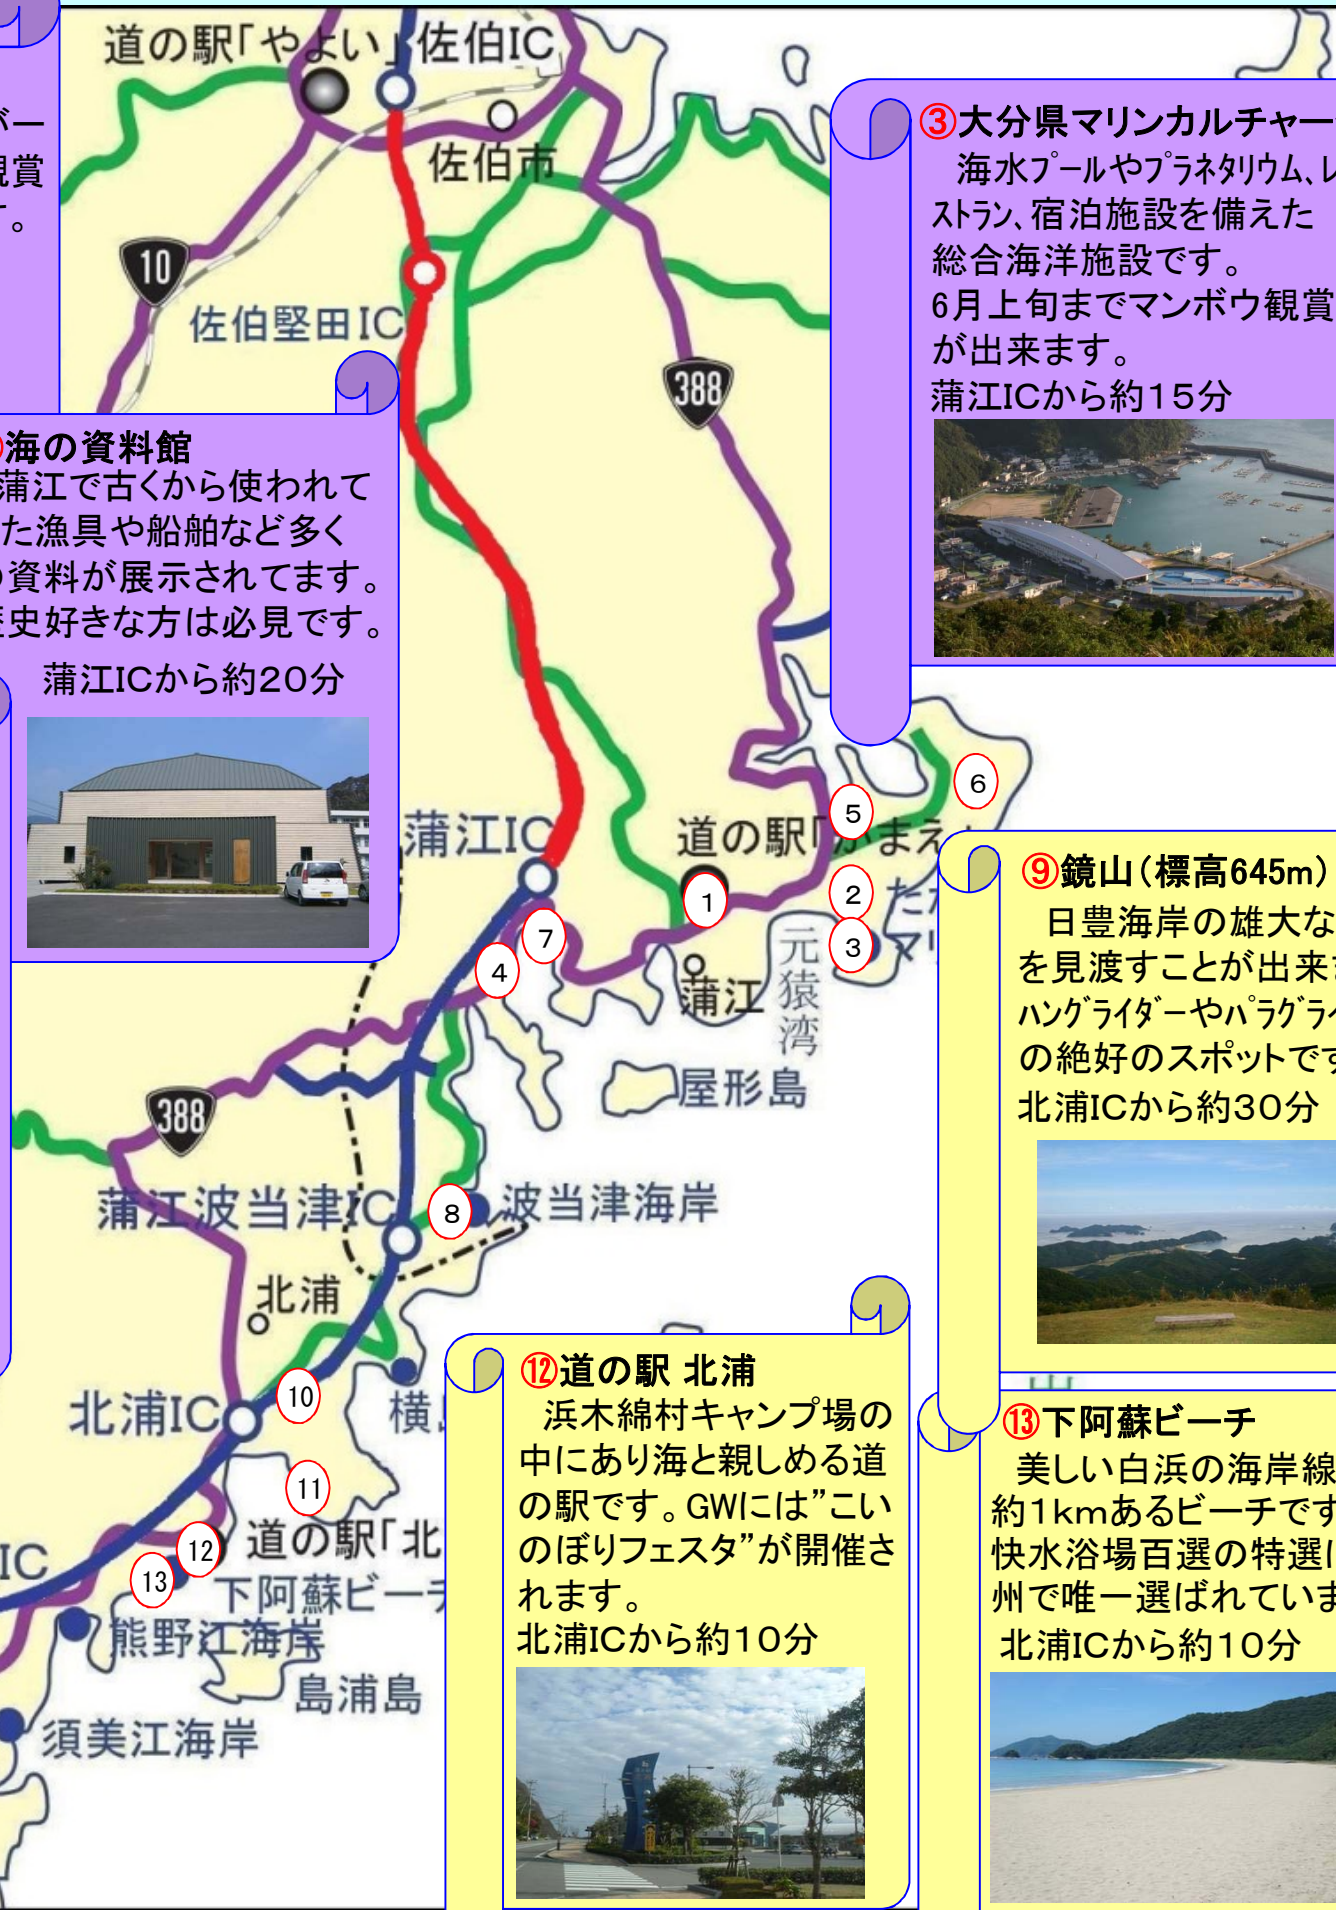 道の駅「やよい」
佐伯IC
佐伯市
10
佐伯堅田IC
388
バー
観賞
す。
③大分県マリンカルチャー
海水プールやプラネタリウム、レ
ストラン、宿泊施設を備えた
総合海洋施設です。
6月上旬までマンボウ観賞
が出来ます。
蒲江ICから約15分
海の資料館
蒲江で古くから使われて
た漁具や船舶など多く
の資料が展示されてます。
歴史好きな方は必見です。
蒲江ICから約20分
6
5
蒲江IC
道の駅「かまえ」
1
2
3
7
4
蒲江
元猿湾
屋形島
388
蒲江波当津IC
8
波当津海岸
北浦
⑨鏡山(標高645m)
日豊海岸の雄大な
を見渡すことが出来ま
ハングライダーやパラグライ
の絶好のスポットです
北浦ICから約30分
北浦IC
10
横島
11
12
道の駅「北
13
下阿蘇ビーチ
IC
熊野江海岸
島浦島
須美江海岸
⑫道の駅 北浦
浜木綿村キャンプ場の
中にあり海と親しめる道
の駅です。GWには”こい
のぼりフェスタ”が開催さ
れます。
北浦ICから約10分
⑬下阿蘇ビーチ
美しい白浜の海岸線
約1kmあるビーチです
快水浴場百選の特選に
州で唯一選ばれていま
北浦ICから約10分